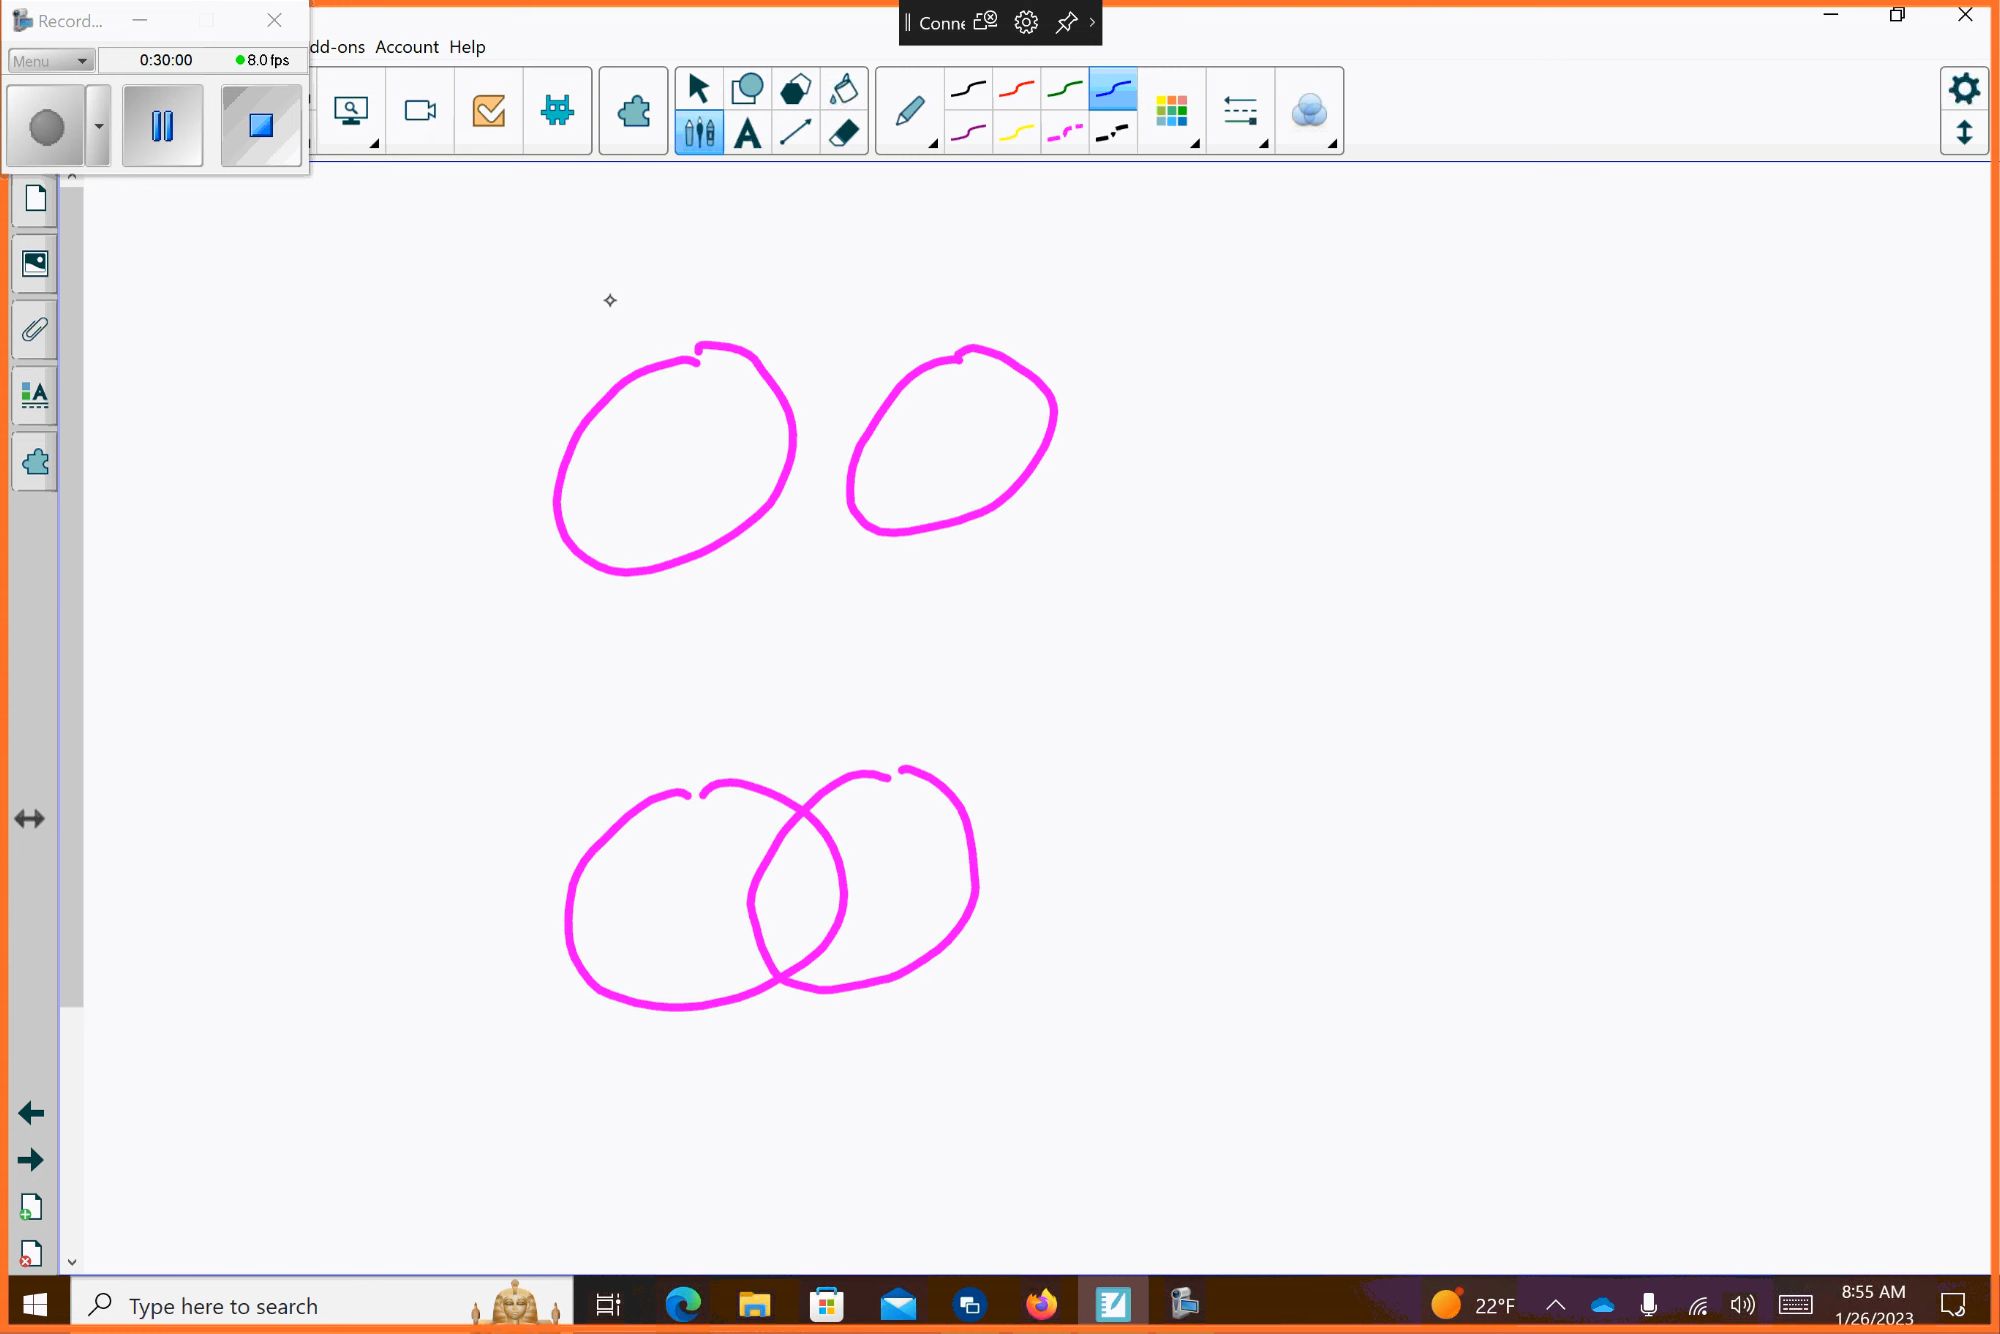 Record...
Menu
0:30:00
8.0 fps
dd-ons Account Help
Conne
A
A
Type here to search
22°F
8:55 AM
1/26/2023